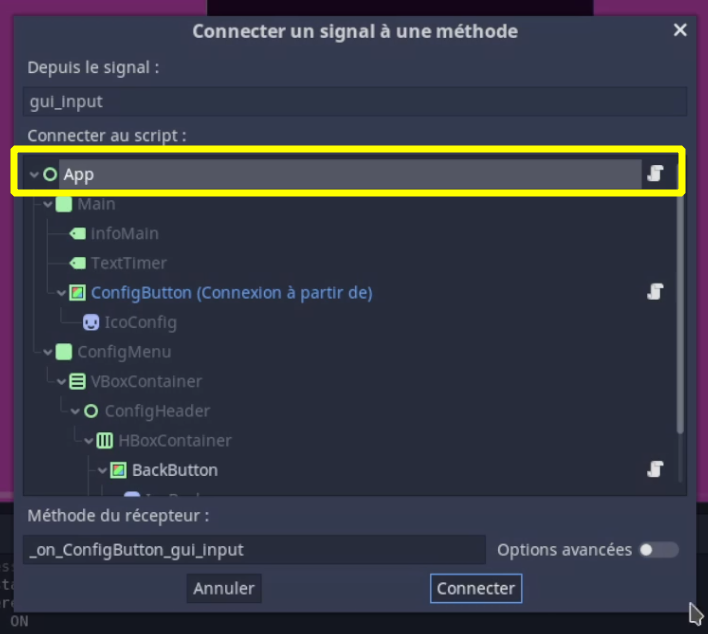 Connecter un signal à une méthode
Depuis le signal :
gui_input
Connecter au script :
App
Main
InfoMain
TextTimer
ConfigButton (Connexion à partir de)
IcoConfig
ConfigMenu
VBoxContainer
ConfigHeader
HBoxContainer
BackButton
Méthode du récepteur :
_on_ConfigButton_gui_input
Options avancées
Annuler
Connecter
ON